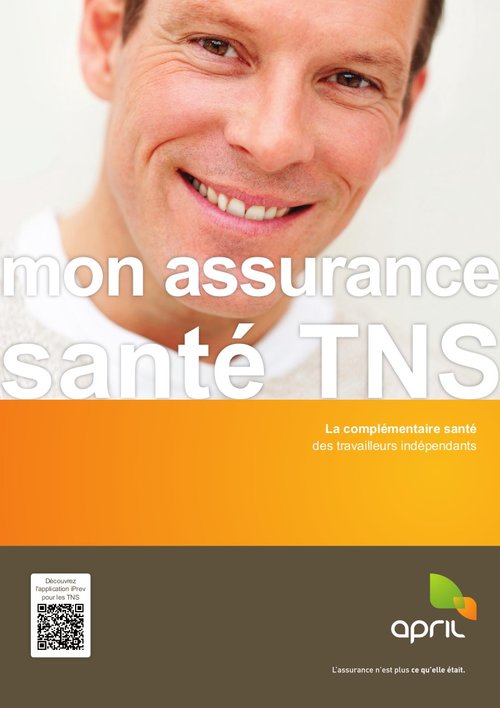 mon assurance
santé TNS
La complémentaire santé
des travailleurs indépendants
Découvrez
l'application iPrev
pour les TNS
april
L'assurance n'est plus ce qu'elle était.